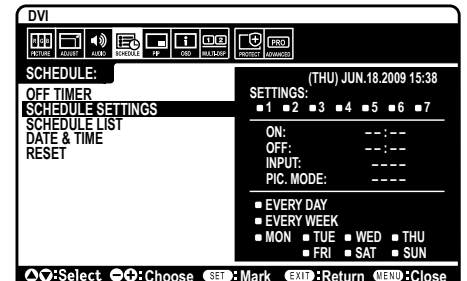 DVI
RGB
PICTURE ADJUST AUDIO SCHEDULE PIP OSD MULTI-DSP PROTECT ADVANCED
1 2
PRO
SCHEDULE:
OFF TIMER
SCHEDULE SETTINGS
SCHEDULE LIST
DATE & TIME
RESET
(THU) JUN.18.2009 15:38
SETTINGS:
■1 ■2 ■3 ■4 ■5 ■6 ■7
ON: --:--
OFF: --:--
INPUT: ----
PIC. MODE: ----
■ EVERY DAY
■ EVERY WEEK
■ MON ■ TUE ■ WED ■ THU
■ FRI ■ SAT ■ SUN
Select Choose SET:Mark EXIT:Return MENU:Close